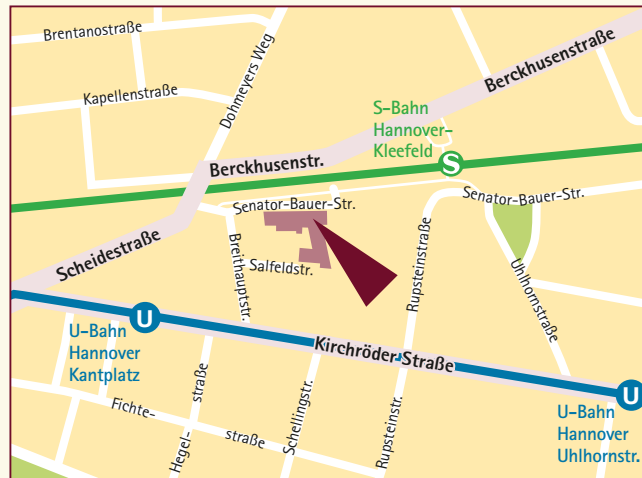 Brentanostraße
Kapellenstraße
Dohmeyers Weg
Berckhusenstraße
S-Bahn
Hannover-
Kleefeld
S
Berckhusenstr.
Senator-Bauer-Str.
Senator-Bauer-Str.
Scheidestraße
Breithauptstr.
Salfeldstr.
Rupsteinstraße
Uhlhornstraße
U
U-Bahn
Hannover
Kantplatz
Kirchröder Straße
U
U-Bahn
Hannover
Uhlhornstr.
Fichte-
straße
Hegel-
straße
Schellingstr.
Rupsteinstr.